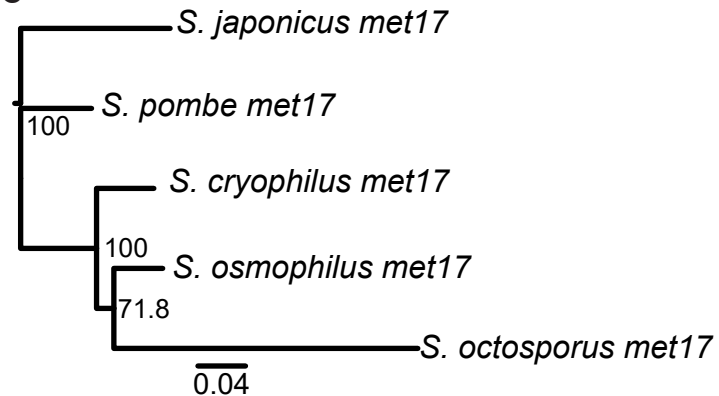 S. japonicus met17
S. pombe met17
100
S. cryophilus met17
100
S. osmophilus met17
71.8
S. octosporus met17
0.04